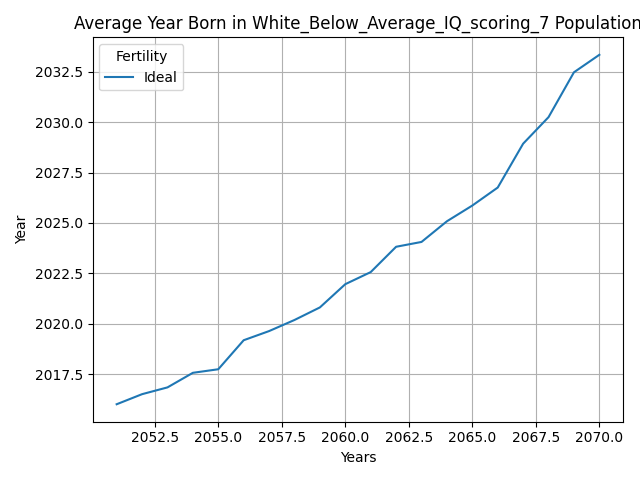 Average Year Born in White_Below_Average_IQ_scoring_7 Population
Fertility
Ideal
2032.5
2030.0
2027.5
2025.0
2022.5
2020.0
2017.5
Year
2052.5 2055.0 2057.5 2060.0 2062.5 2065.0 2067.5 2070.0
Years